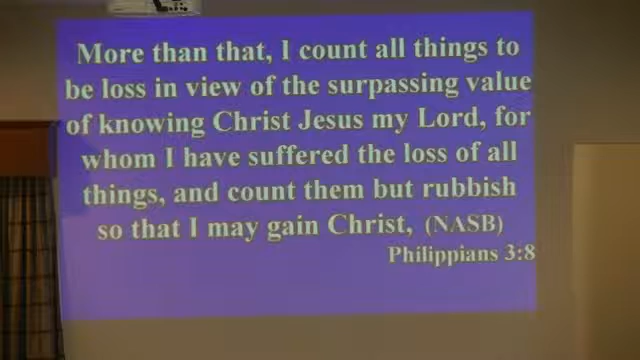 More than that, I count all things to
be loss in view of the surpassing value
of knowing Christ Jesus my Lord, for
whom I have suffered the loss of all
things, and count them but rubbish
so that I may gain Christ, (NASB)
Philippians 3:8